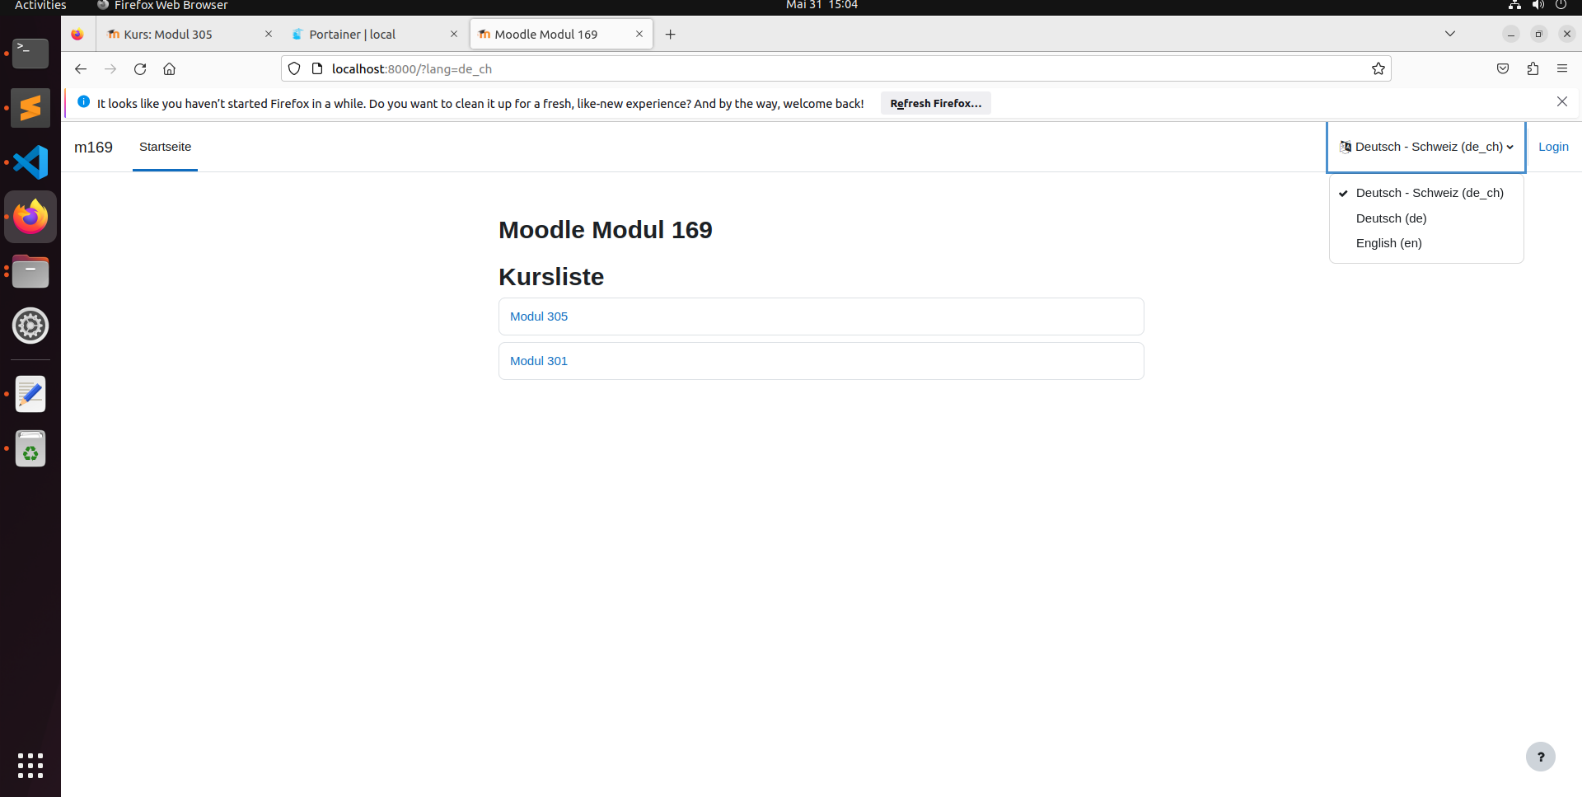 Activities Firefox Web Browser Mai 31 15:04
Kurs: Modul 305 Portainer | local Moodle Modul 169
localhost:8000/?lang=de_ch
It looks like you haven't started Firefox in a while. Do you want to clean it up for a fresh, like-new experience? And by the way, welcome back! Refresh Firefox...
m169 Startseite Deutsch - Schweiz (de_ch) Login
Deutsch - Schweiz (de_ch)
Deutsch (de)
English (en)
Moodle Modul 169
Kursliste
Modul 305
Modul 301
?